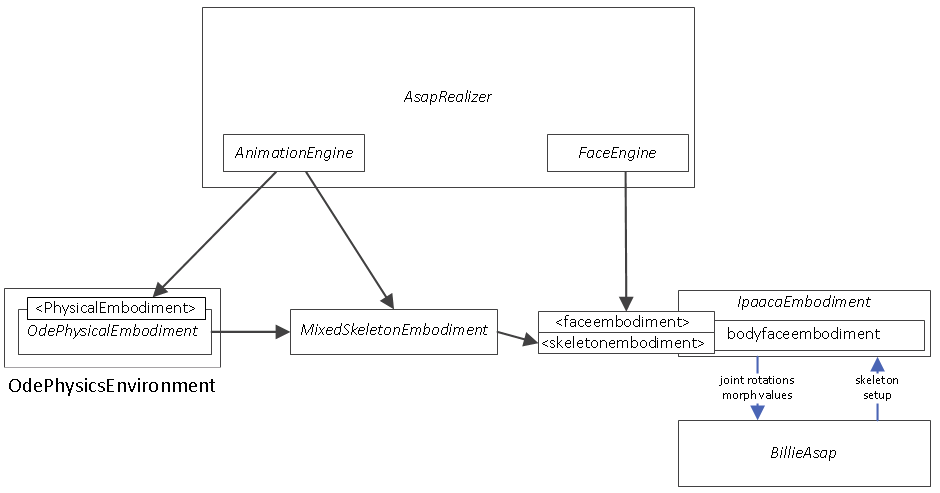 AsapRealizer
AnimationEngine
FaceEngine
<PhysicalEmbodiment>
OdePhysicalEmbodiment
OdePhysicsEnvironment
MixedSkeletonEmbodiment
<faceembodiment>
<skeletonembodiment>
IpaacaEmbodiment
bodyfaceembodiment
joint rotations
morph values
skeleton
setup
BillieAsap